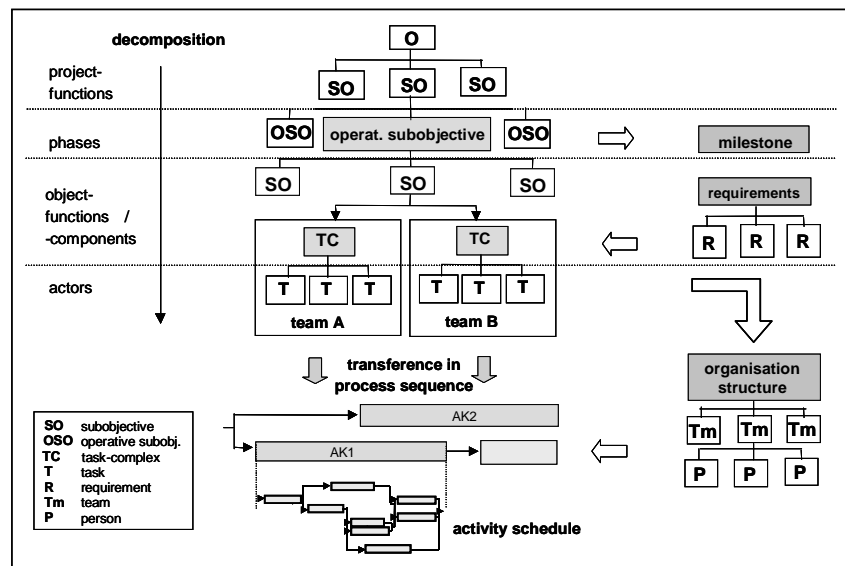 decomposition
O
project-
functions
SO SO SO
OSO operat. subobjective OSO
phases
milestone
SO SO SO
object-
functions /
-components
requirements
TC TC
R R R
actors
T T T T T T
team A team B
transference in
process sequence
organisation
structure
AK2
Tm Tm Tm
AK1
P P P
SO subobjective
OSO operative subobj.
TC task-complex
T task
R requirement
Tm team
P person
activity schedule